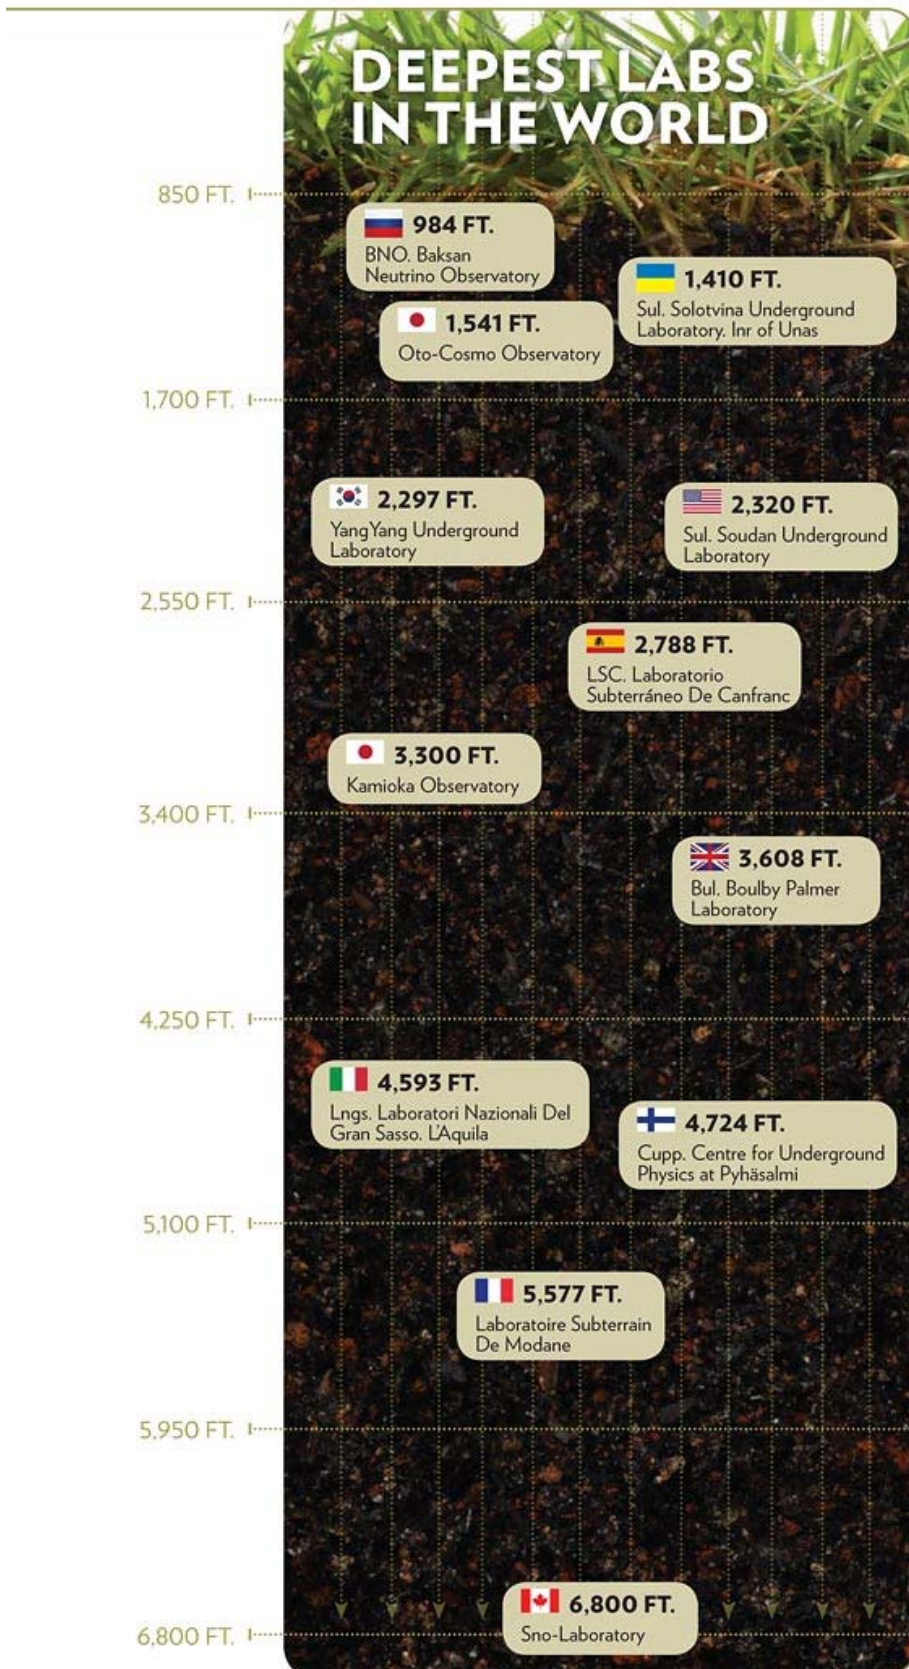 DEEPEST LABS
IN THE WORLD
850 FT.
984 FT.
BNO. Baksan
Neutrino Observatory
1,410 FT.
Sul. Solotvina Underground
Laboratory. Inr of Unas
1,541 FT.
Oto-Cosmo Observatory
1,700 FT.
2,297 FT.
YangYang Underground
Laboratory
2,320 FT.
Sul. Soudan Underground
Laboratory
2,550 FT.
2,788 FT.
LSC. Laboratorio
Subterráneo De Canfranc
3,300 FT.
Kamioka Observatory
3,400 FT.
3,608 FT.
Bul. Boulby Palmer
Laboratory
4,250 FT.
4,593 FT.
Lngs. Laboratori Nazionali Del
Gran Sasso. L'Aquila
4,724 FT.
Cupp. Centre for Underground
Physics at Pyhäsalmi
5,100 FT.
5,577 FT.
Laboratoire Subterrain
De Modane
5,950 FT.
6,800 FT.
Sno-Laboratory
6,800 FT.